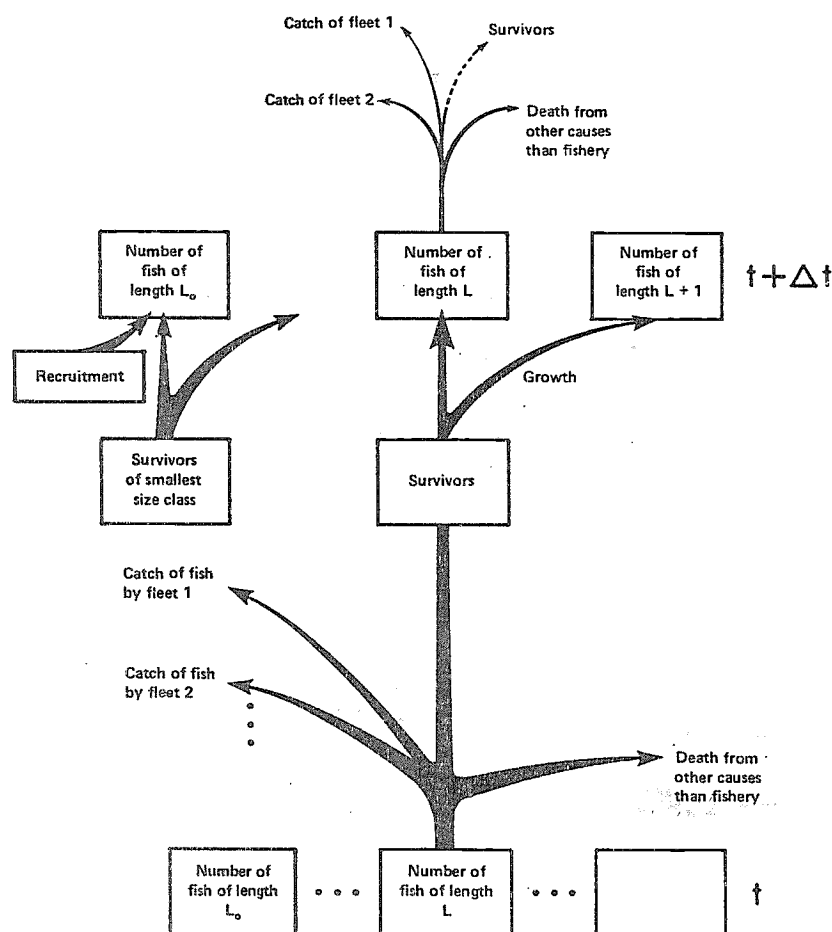 Catch of fleet 1
Survivors
Catch of fleet 2
Death from
other causes
than fishery
Number of
fish of
length L₀
Number of
fish of
length L
Number of
fish of
length L + 1
t + Δ t
Recruitment
Growth
Survivors
of smallest
size class
Survivors
Catch of fish
by fleet 1
Catch of fish
by fleet 2
Death from
other causes
than fishery
Number of
fish of length
L₀
Number of
fish of length
L
t